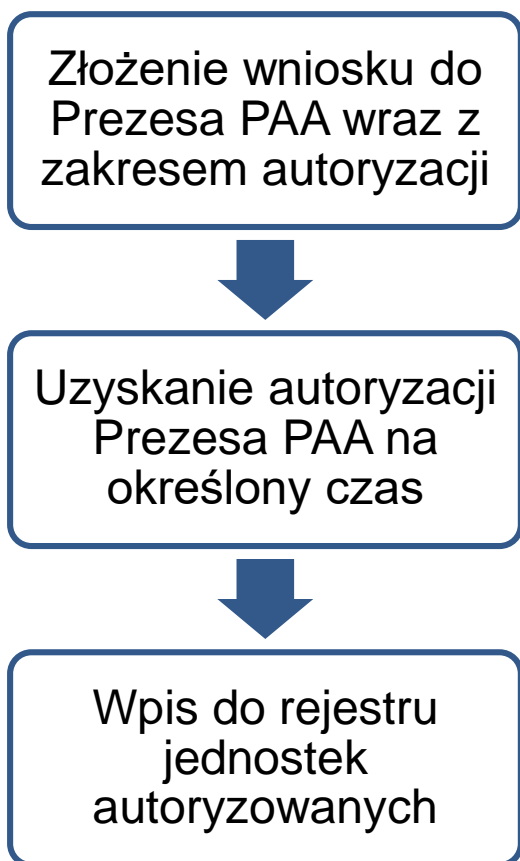 Złożenie wniosku do
Prezesa PAA wraz z
zakresem autoryzacji
Uzyskanie autoryzacji
Prezesa PAA na
określony czas
Wpis do rejestru
jednostek
autoryzowanych